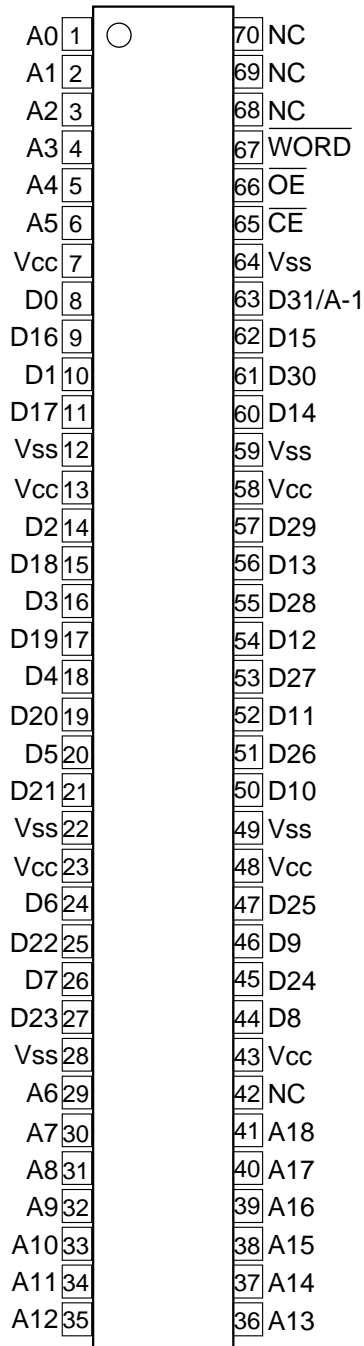 A0 1 70 NC
A1 2 69 NC
A2 3 68 NC
A3 4 67 WORD
A4 5 66 OE
A5 6 65 CE
Vcc 7 64 Vss
D0 8 63 D31/A-1
D16 9 62 D15
D1 10 61 D30
D17 11 60 D14
Vss 12 59 Vss
Vcc 13 58 Vcc
D2 14 57 D29
D18 15 56 D13
D3 16 55 D28
D19 17 54 D12
D4 18 53 D27
D20 19 52 D11
D5 20 51 D26
D21 21 50 D10
Vss 22 49 Vss
Vcc 23 48 Vcc
D6 24 47 D25
D22 25 46 D9
D7 26 45 D24
D23 27 44 D8
Vss 28 43 Vcc
A6 29 42 NC
A7 30 41 A18
A8 31 40 A17
A9 32 39 A16
A10 33 38 A15
A11 34 37 A14
A12 35 36 A13